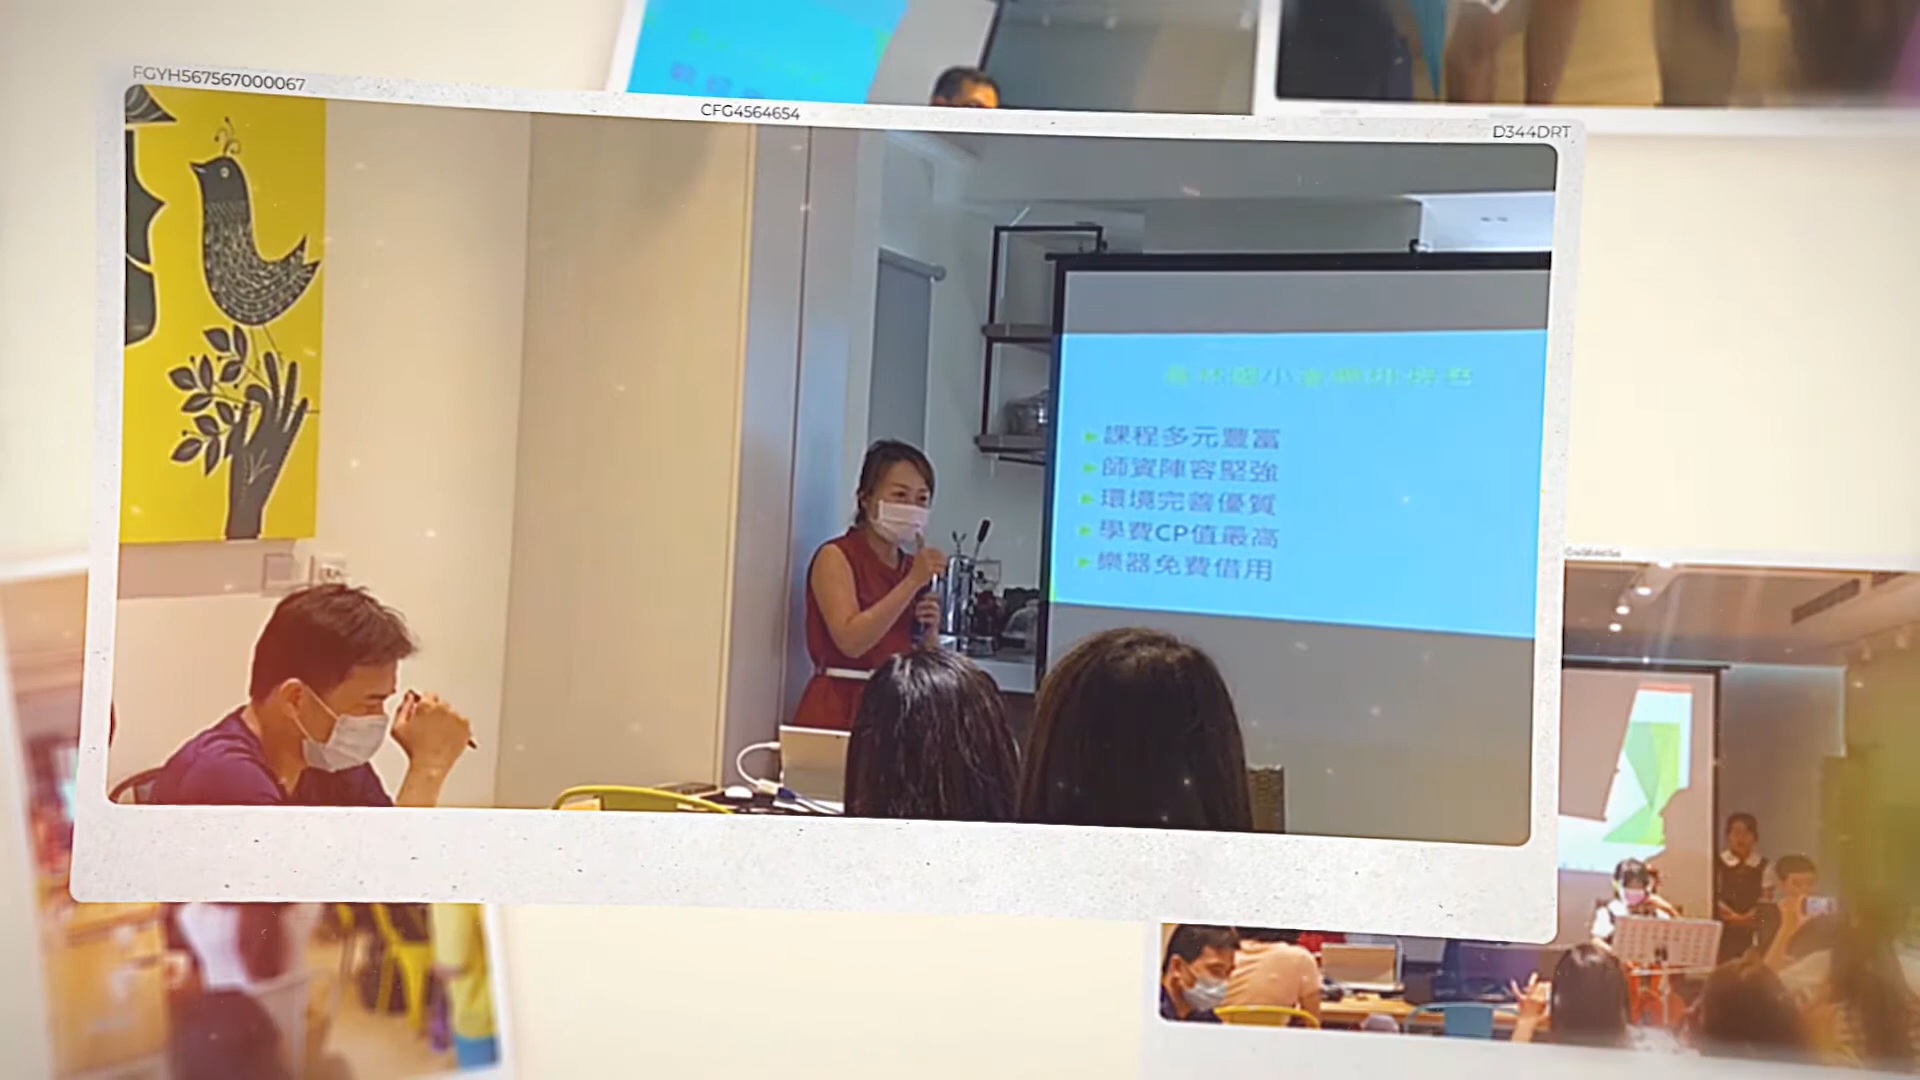 FGYH567567000067
CFG4564654
D344DRT
課程多元豐富
師資陣容堅強
環境完善優質
學費CP值最高
樂器免費借用